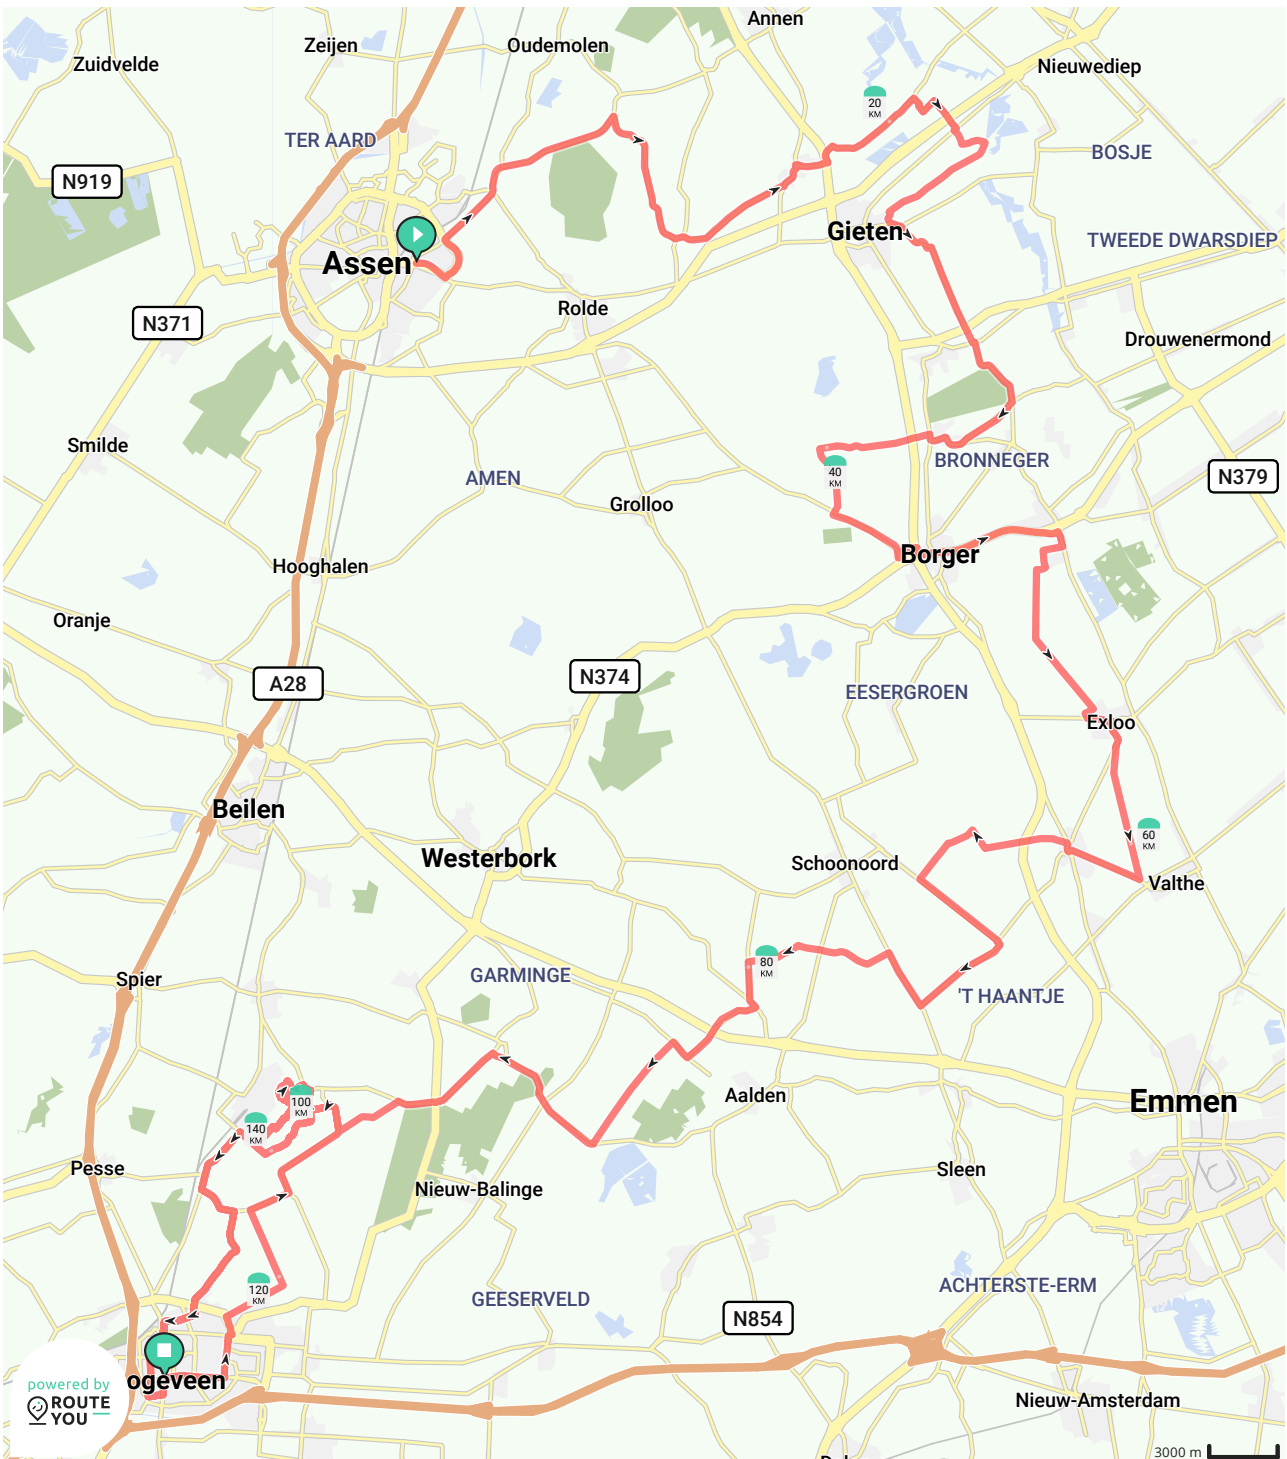 Annen
Zeijen
Oudemolen
Zuidvelde
Nieuwediep
20
KM
TER AARD
BOSJE
N919
Gieten
TWEEDE DWARSDIEP
Assen
Rolde
N371
Drouwenermond
Smilde
BRONNEGER
40
KM
AMEN
N379
Grolloo
Borger
Hooghalen
Oranje
N374
A28
EESERGROEN
Exloo
Beilen
60
KM
Westerbork
Schoonoord
Valthe
80
KM
GARMINGE
Spier
'T HAANTJE
Aalden
100
KM
Emmen
140
KM
Pesse
Sleen
Nieuw-Balinge
120
KM
ACHTERSTE-ERM
GEESERVELD
N854
ogeveen
powered by
ROUTE
YOU
Nieuw-Amsterdam
3000 m